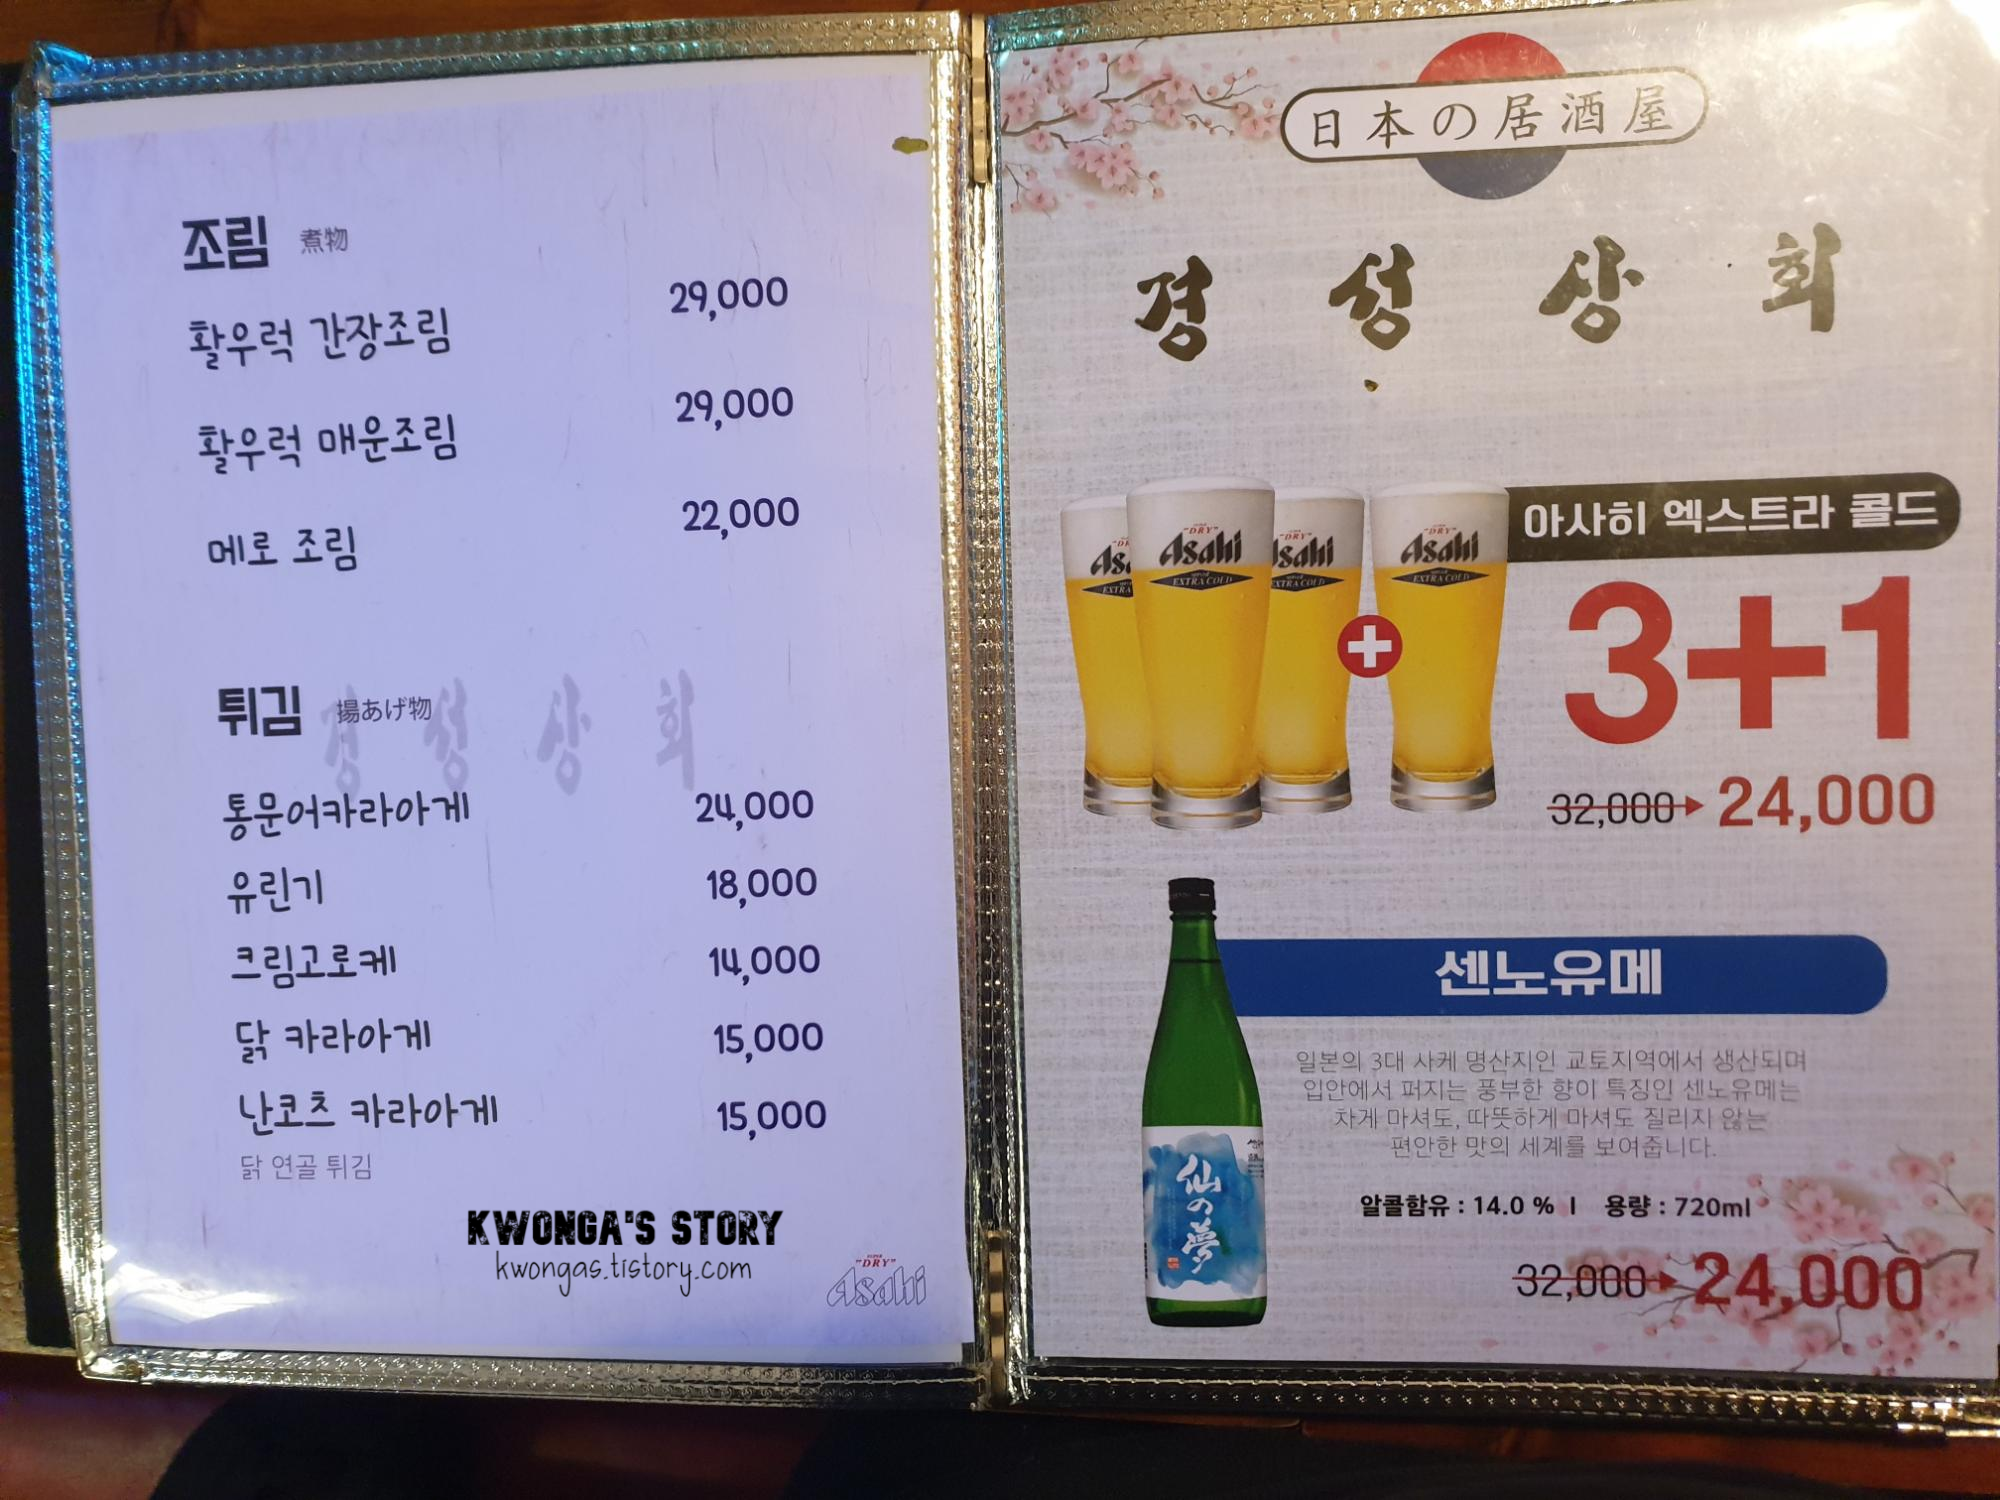 조림 煮物
활우럭 간장조림 29,000
활우럭 매운조림 29,000
메로 조림 22,000
튀김 揚あげ物
경성상회
통문어카라아게 24,000
유린기 18,000
크림고로케 14,000
닭 카라아게 15,000
난코츠 카라아게 15,000
닭 연골 튀김
KWONGA'S STORY
kwongas.tistory.com
SUPER
"DRY"
Asahi
日本の居酒屋
경성상회
아사히 엑스트라 콜드
"DRY"
Asahi
EXTRA COLD
3+1
32,000 24,000
센노유메
일본의 3대 사케 명산지인 교토지역에서 생산되며
입안에서 퍼지는 풍부한 향이 특징인 센노유메는
차게 마셔도, 따뜻하게 마셔도 질리지 않는
편안한 맛의 세계를 보여줍니다.
알콜함유 : 14.0 % I 용량 : 720ml
仙の夢
32,000 24,000